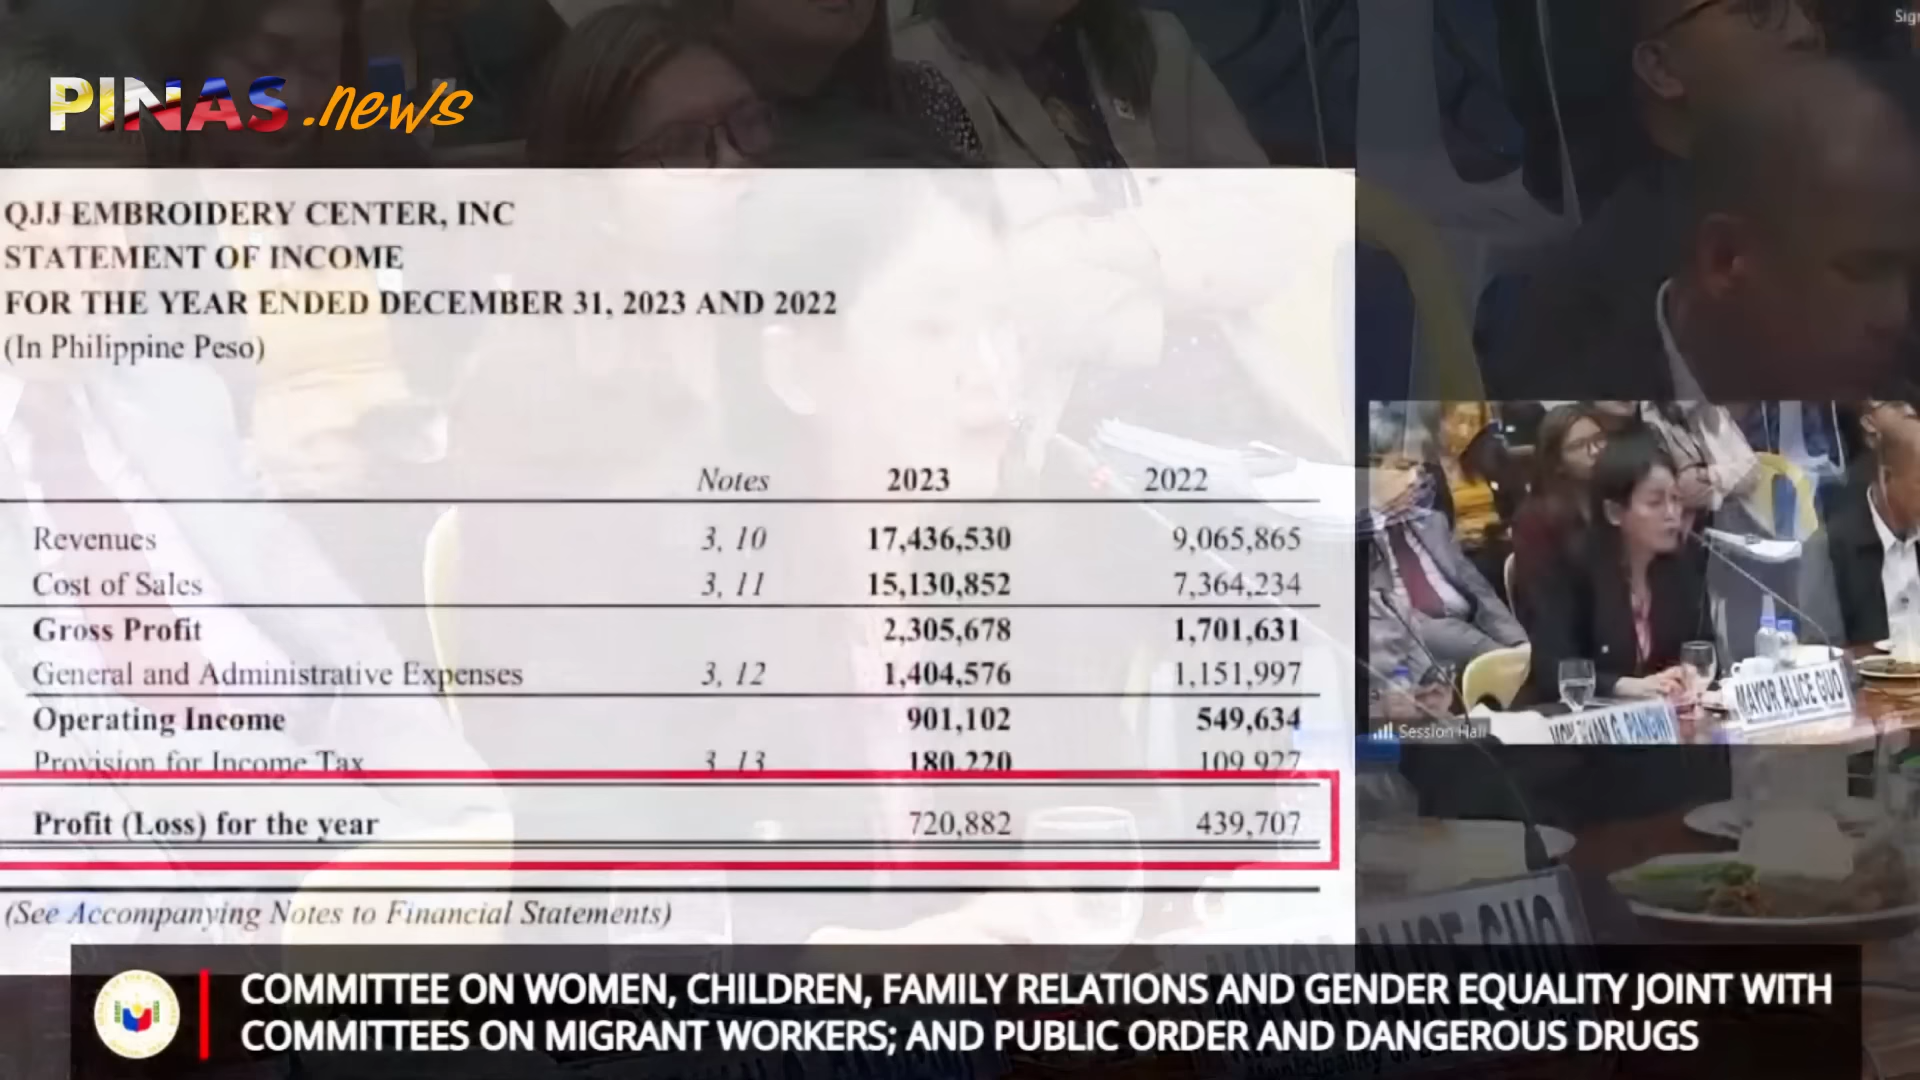 Sig
PINAS.news
QJJ EMBROIDERY CENTER, INC
STATEMENT OF INCOME
FOR THE YEAR ENDED DECEMBER 31, 2023 AND 2022
(In Philippine Peso)
Notes 2023 2022
Revenues 3, 10 17,436,530 9,065,865
Cost of Sales 3, 11 15,130,852 7,364,234
Gross Profit 2,305,678 1,701,631
General and Administrative Expenses 3, 12 1,404,576 1,151,997
Operating Income 901,102 549,634
Provision for Income Tax 3, 13 180,220 109,927
Profit (Loss) for the year 720,882 439,707
(See Accompanying Notes to Financial Statements)
MAYOR ALICE GUO
Session Hall
MAYOR ALICE GUO
COMMITTEE ON WOMEN, CHILDREN, FAMILY RELATIONS AND GENDER EQUALITY JOINT WITH
COMMITTEES ON MIGRANT WORKERS; AND PUBLIC ORDER AND DANGEROUS DRUGS